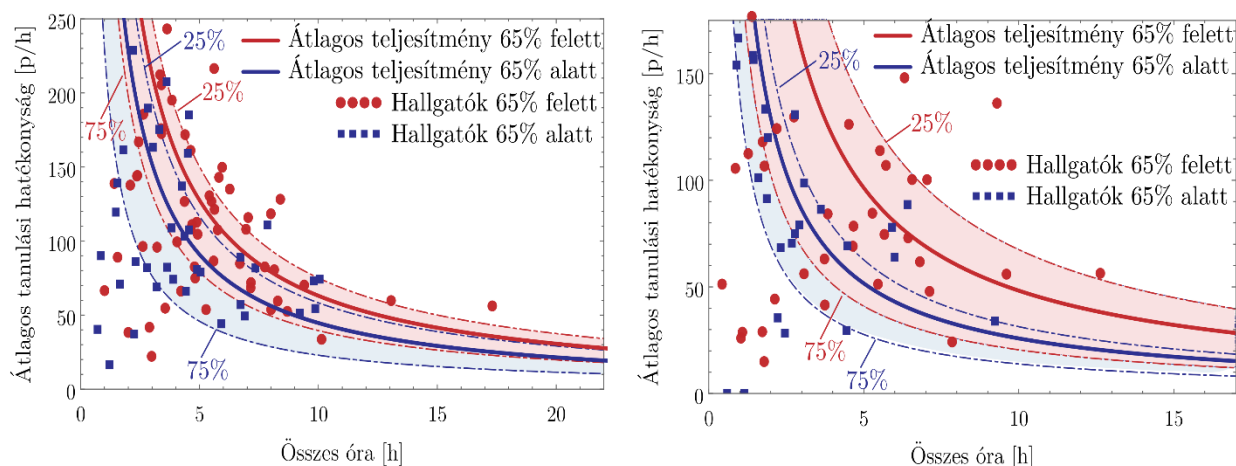 Átlagos tanulási hatékonyság [p/h]
250
200
150
100
50
0
0
5
10
15
20
Összes óra [h]
25%
75%
25%
75%
Átlagos teljesítmény 65% felett
Átlagos teljesítmény 65% alatt
Hallgatók 65% felett
Hallgatók 65% alatt
Átlagos tanulási hatékonyság [p/h]
150
100
50
0
0
5
10
15
Összes óra [h]
Átlagos teljesítmény 65% felett
Átlagos teljesítmény 65% alatt
25%
25%
Hallgatók 65% felett
Hallgatók 65% alatt
75%
75%